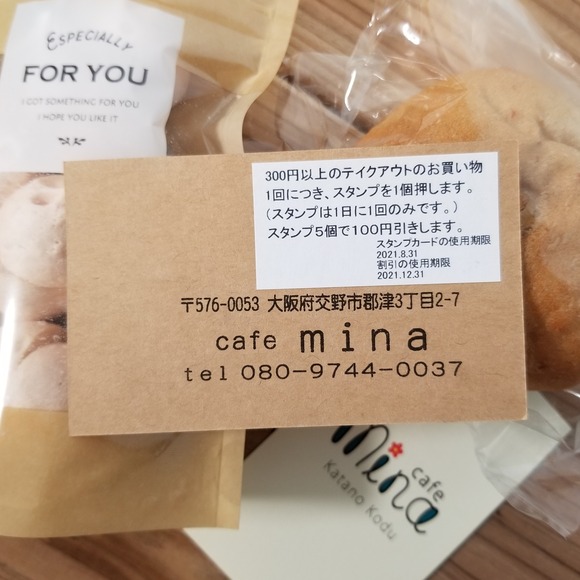 ESPECIALLY
FOR YOU
I GOT SOMETHING FOR YOU
I HOPE YOU LIKE IT
300円以上のテイクアウトのお買い物
1回につき、スタンプを1個押します。
(スタンプは1日に1回のみです。)
スタンプ5個で100円引きします。
スタンプカードの使用期限
2021.8.31
割引の使用期限
2021.12.31
〒576-0053 大阪府交野市郡津3丁目2-7
cafe mina
tel 080-9744-0037
cafe
mina
Katano Kodu